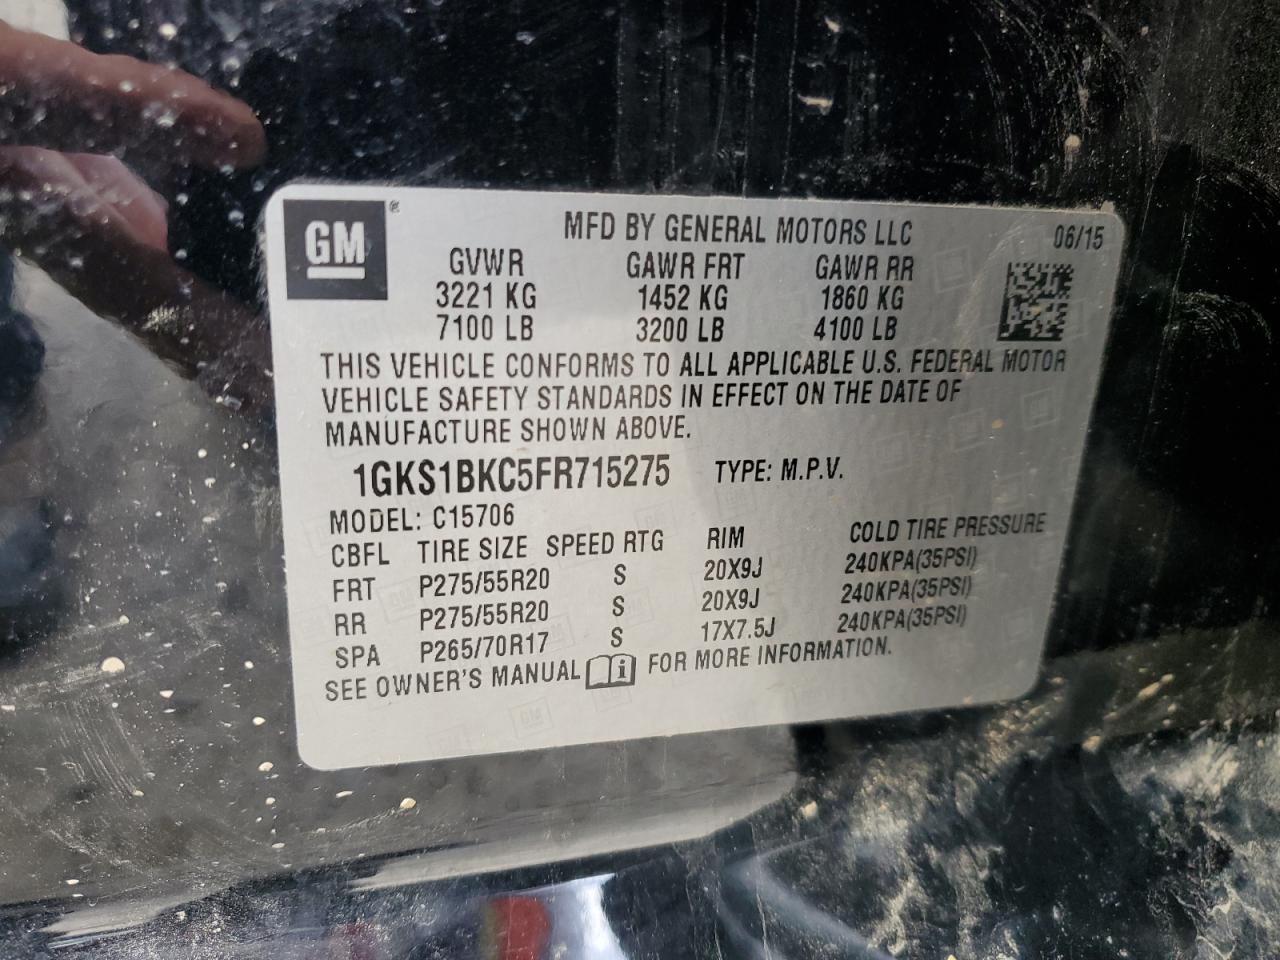 GM ®
MFD BY GENERAL MOTORS LLC 06/15
GVWR GAWR FRT GAWR RR
3221 KG 1452 KG 1860 KG
7100 LB 3200 LB 4100 LB
THIS VEHICLE CONFORMS TO ALL APPLICABLE U.S. FEDERAL MOTOR
VEHICLE SAFETY STANDARDS IN EFFECT ON THE DATE OF
MANUFACTURE SHOWN ABOVE.
1GKS1BKC5FR715275 TYPE: M.P.V.
MODEL: C15706
CBFL TIRE SIZE SPEED RTG RIM COLD TIRE PRESSURE
FRT P275/55R20 S 20X9J 240KPA(35PSI)
RR P275/55R20 S 20X9J 240KPA(35PSI)
SPA P265/70R17 S 17X7.5J 240KPA(35PSI)
SEE OWNER'S MANUAL FOR MORE INFORMATION.